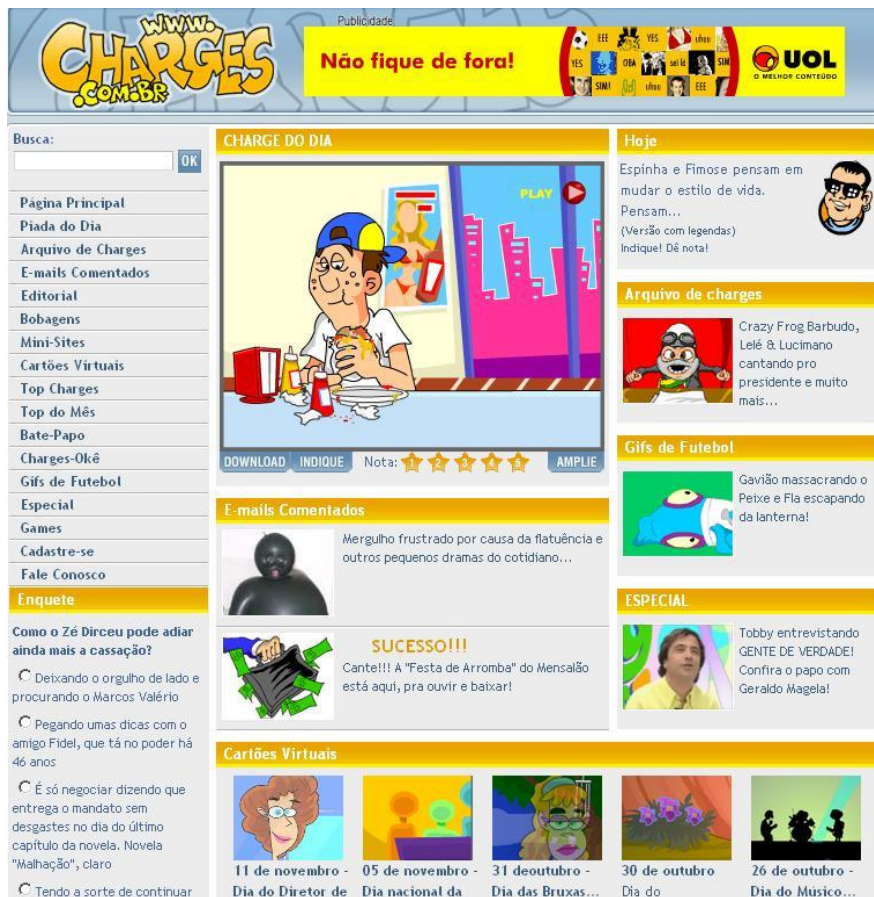 WWW.
CHARGES
.COM.BR
Publicidade
Não fique de fora!
EEE
YES
uhuu
YES
OBA
sei lá
SIM
SIM!
uhuu
EEE
UOL
O MELHOR CONTEÚDO
Busca:
OK
Página Principal
Piada do Dia
Arquivo de Charges
E-mails Comentados
Editorial
Bobagens
Mini-Sites
Cartões Virtuais
Top Charges
Top do Mês
Bate-Papo
Charges-Okê
Gifs de Futebol
Especial
Games
Cadastre-se
Fale Conosco
Enquete
Como o Zé Dirceu pode adiar
ainda mais a cassação?
Deixando o orgulho de lado e
procurando o Marcos Valério
Pegando umas dicas com o
amigo Fidel, que tá no poder há
46 anos
É só negociar dizendo que
entrega o mandato sem
desgastes no dia do último
capítulo da novela. Novela
"Malhação", claro
Tendo a sorte de continuar
CHARGE DO DIA
PLAY
DOWNLOAD INDIQUE Nota: 1 2 3 4 5 AMPLIE
E-mails Comentados
Mergulho frustrado por causa da flatuência e
outros pequenos dramas do cotidiano...
SUCESSO!!!
Cante!!! A "Festa de Arromba" do Mensalão
está aqui, pra ouvir e baixar!
Hoje
Espinha e Fimose pensam em
mudar o estilo de vida.
Pensam...
(Versão com legendas)
Indique! Dê nota!
Arquivo de charges
Crazy Frog Barbudo,
Lelé & Lucimano
cantando pro
presidente e muito
mais...
Gifs de Futebol
Gavião massacrando o
Peixe e Fla escapando
da lanterna!
ESPECIAL
Tobby entrevistando
GENTE DE VERDADE!
Confira o papo com
Geraldo Magela!
Cartões Virtuais
11 de novembro -
Dia do Diretor de
05 de novembro -
Dia nacional da
31 deoutubro -
Dia das Bruxas...
30 de outubro
Dia do
26 de outubro -
Dia do Músico...